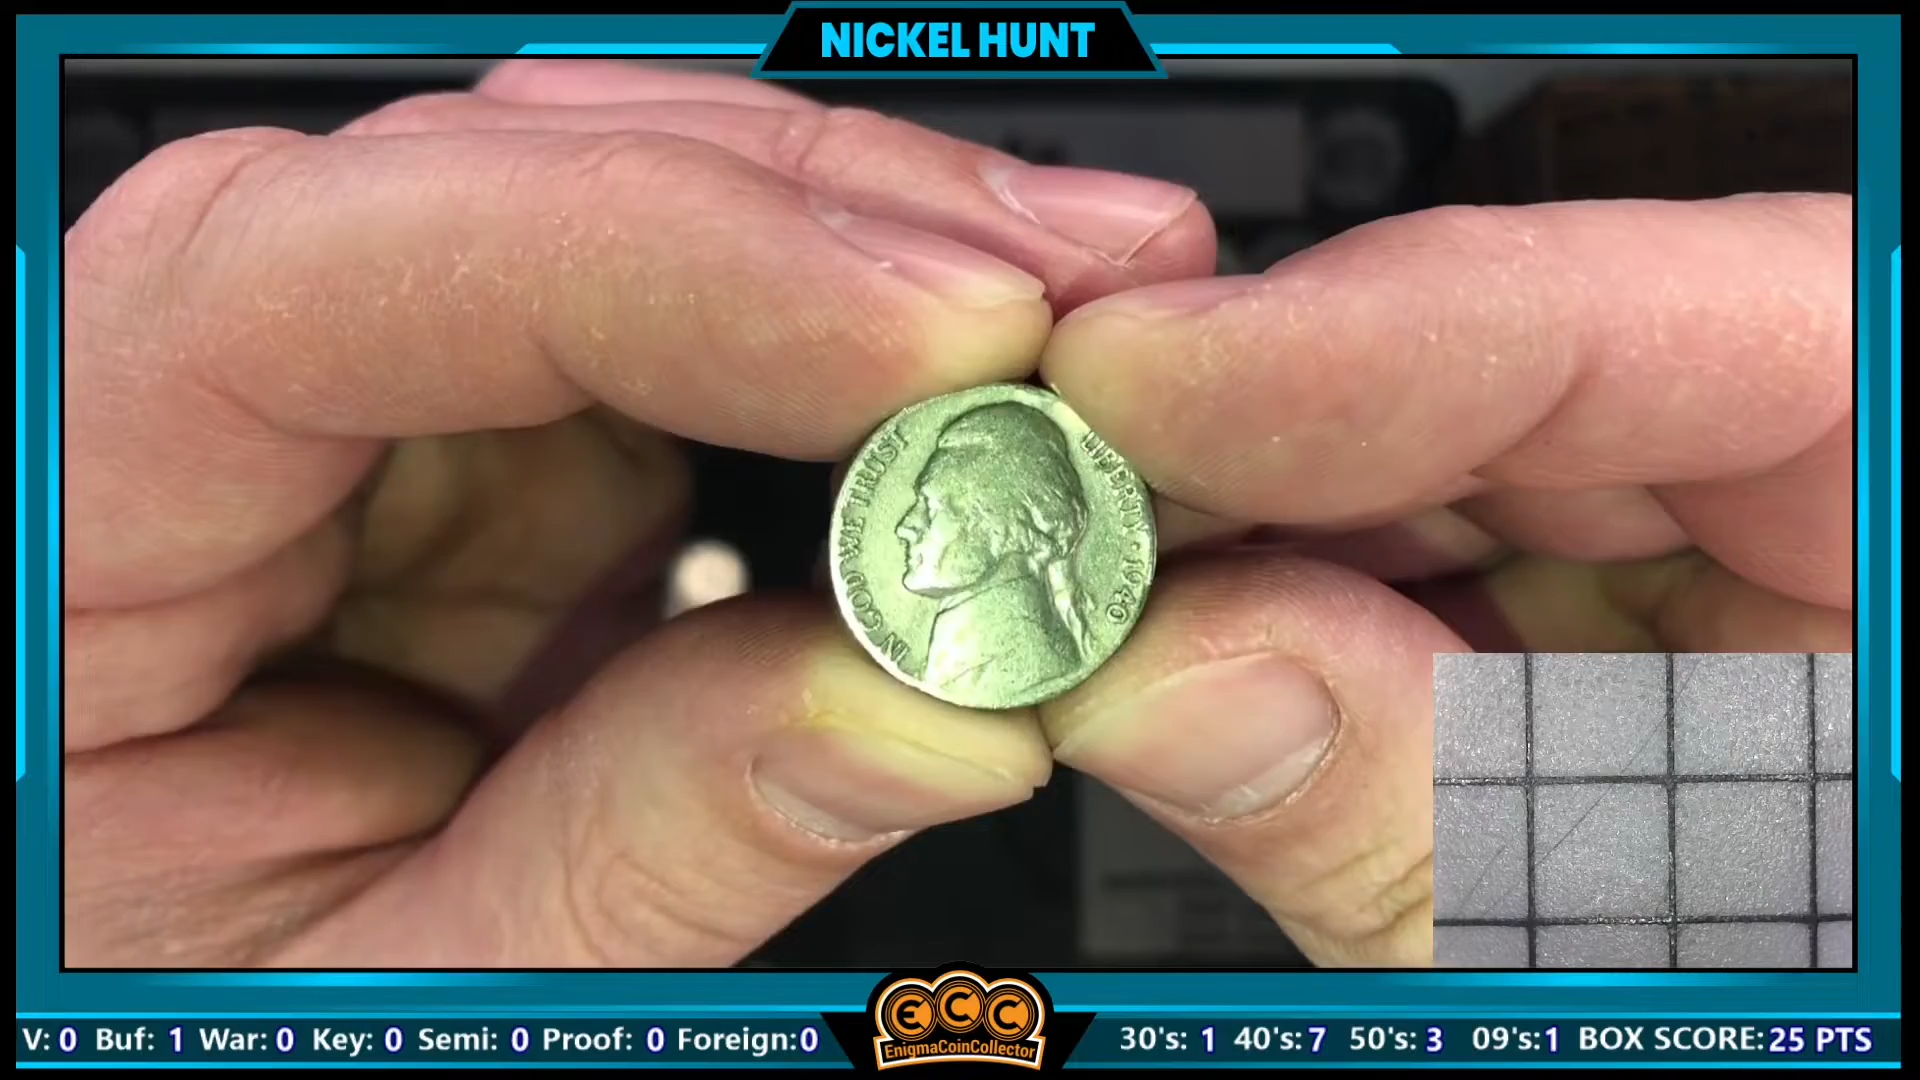 NICKEL HUNT
IN GOD WE TRUST
LIBERTY · 1940
V: 0 Buf: 1 War: 0 Key: 0 Semi: 0 Proof: 0 Foreign:0
ECC
EnigmaCoinCollector
30's: 1 40's: 7 50's: 3 09's:1 BOX SCORE:25 PTS